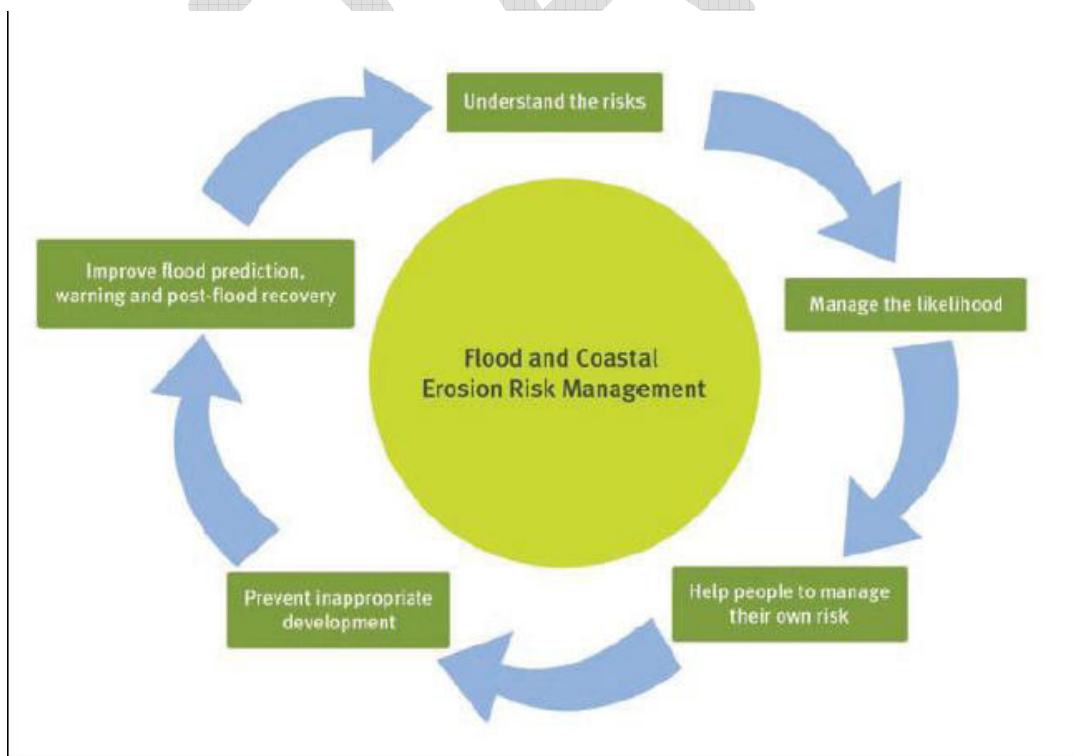 Understand the risks
Improve flood prediction,
warning and post-flood recovery
Manage the likelihood
Flood and Coastal
Erosion Risk Management
Prevent inappropriate
development
Help people to manage
their own risk